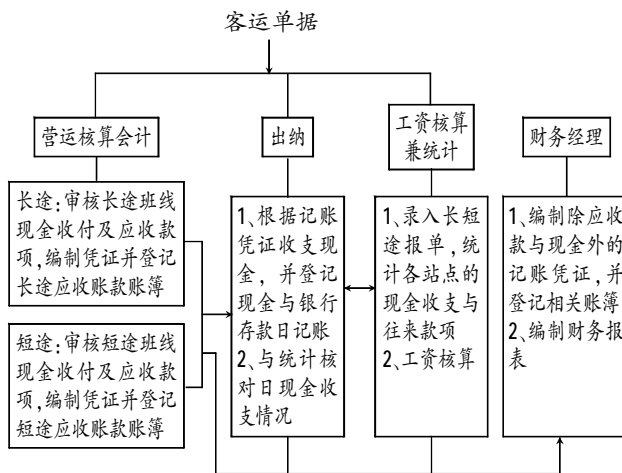 客运单据
营运核算会计
出纳
工资核算
兼统计
财务经理
长途:审核长途班线
现金收付及应收款
项,编制凭证并登记
长途应收账款账簿
短途:审核短途班线
现金收付及应收款
项,编制凭证并登记
短途应收账款账簿
1、根据记账
凭证收支现
金，并登记
现金与银行
存款日记账
2、与统计核
对日现金收
支情况
1、录入长短
途报单,统
计各站点的
现金收支与
往来款项
2、工资核算
1、编制除应收
款与现金外的
记账凭证,并
登记相关账簿
2、编制财务报
表